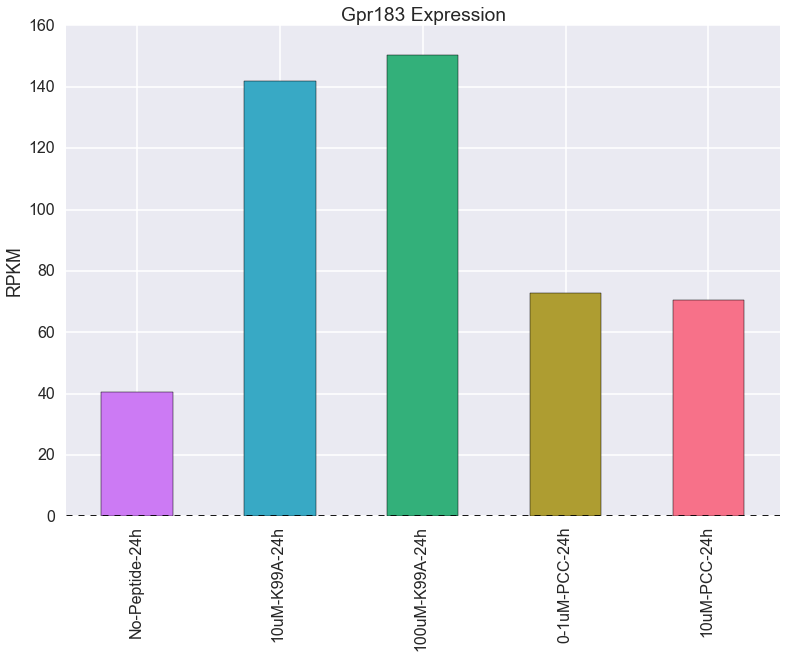 Gpr183 Expression
160
140
120
100
80
60
40
20
0
RPKM
No-Peptide-24h
10uM-K99A-24h
100uM-K99A-24h
0-1uM-PCC-24h
10uM-PCC-24h